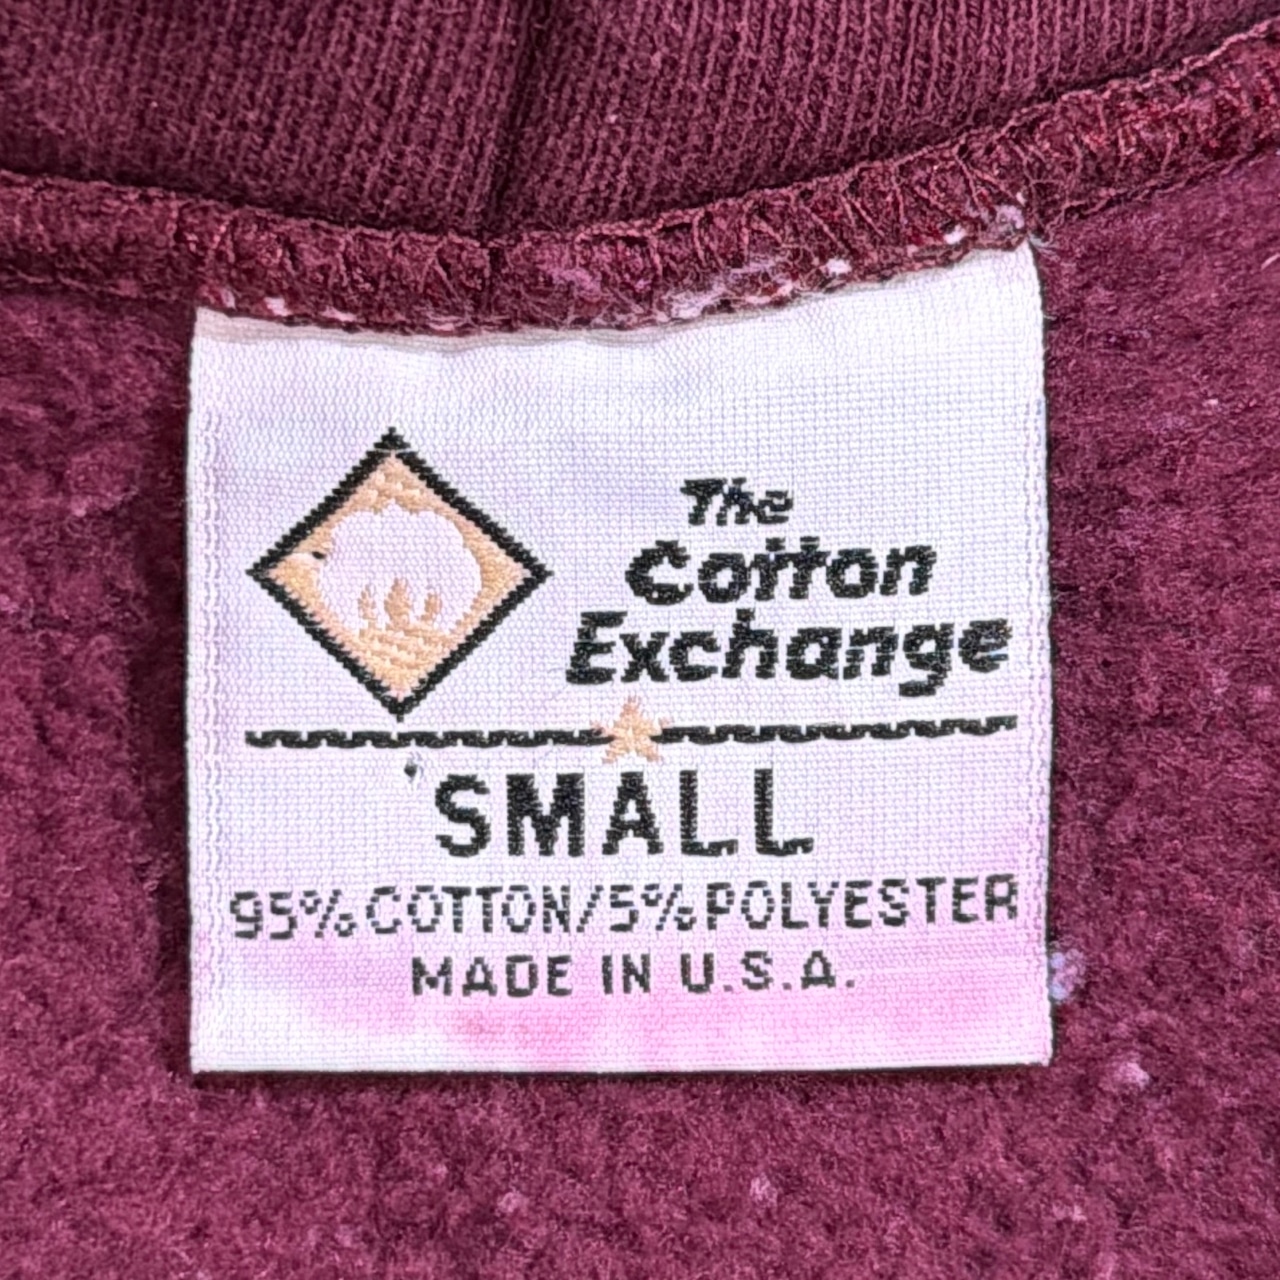 The
Cotton
Exchange
SMALL
95% COTTON/5% POLYESTER
MADE IN U.S.A.